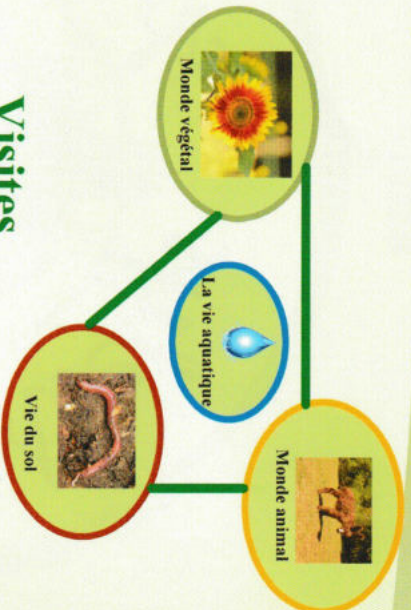 Monde animal
La vie aquatique
Monde végétal
Vie du sol
Visites